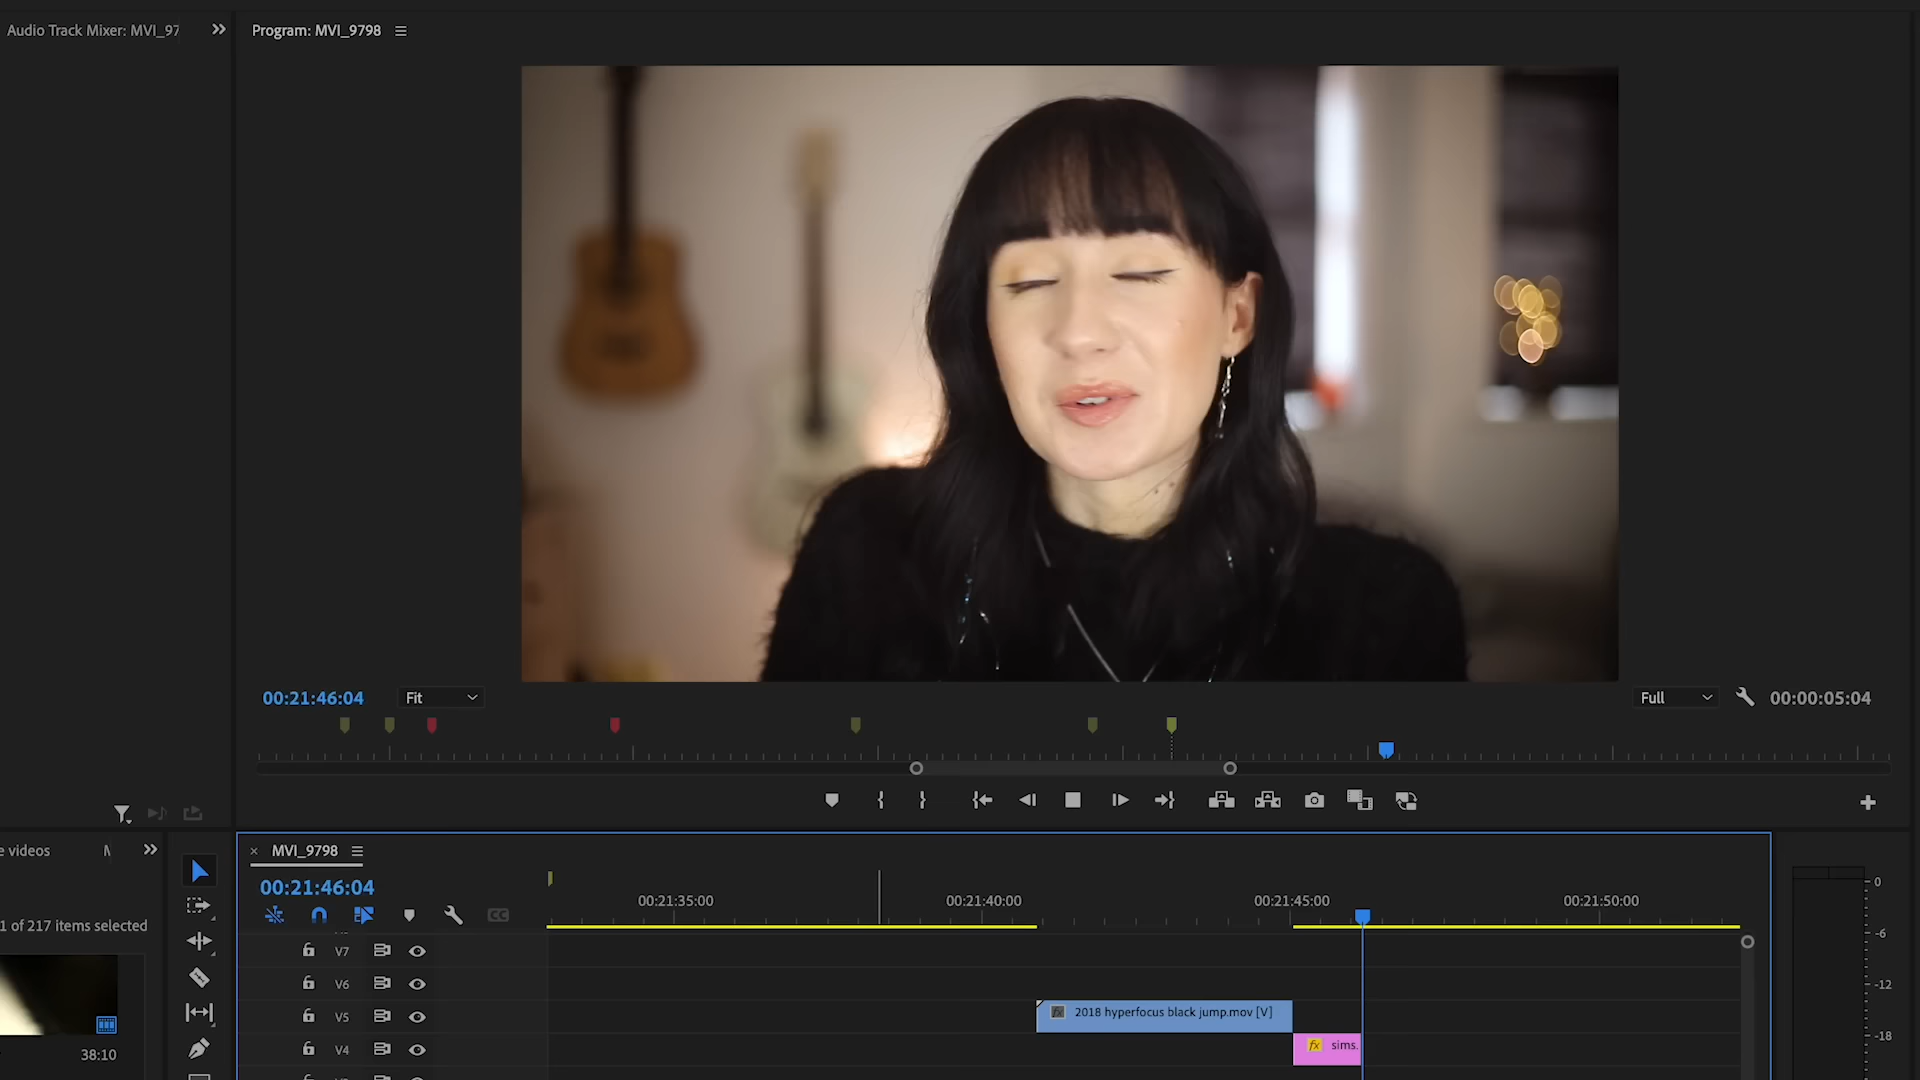 Audio Track Mixer: MVI_97
Program: MVI_9798
00:21:46:04
Fit
Full
00:00:05:04
e videos
MVI_9798
00:21:46:04
00:21:35:00
00:21:40:00
00:21:45:00
00:21:50:00
1 of 217 items selected
V7
V6
V5
2018 hyperfocus black jump.mov [V]
V4
fx
sims.
38:10
0
-6
-12
-18